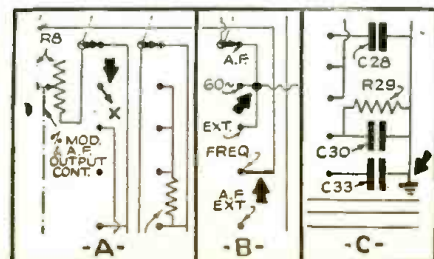 R8
X
% MOD.
& A.F.
OUTPUT
CONT.
-A-
A.F.
60~
EXT.
FREQ.
A.F.
EXT.
-B-
C28
R29
C30
C33
-C-